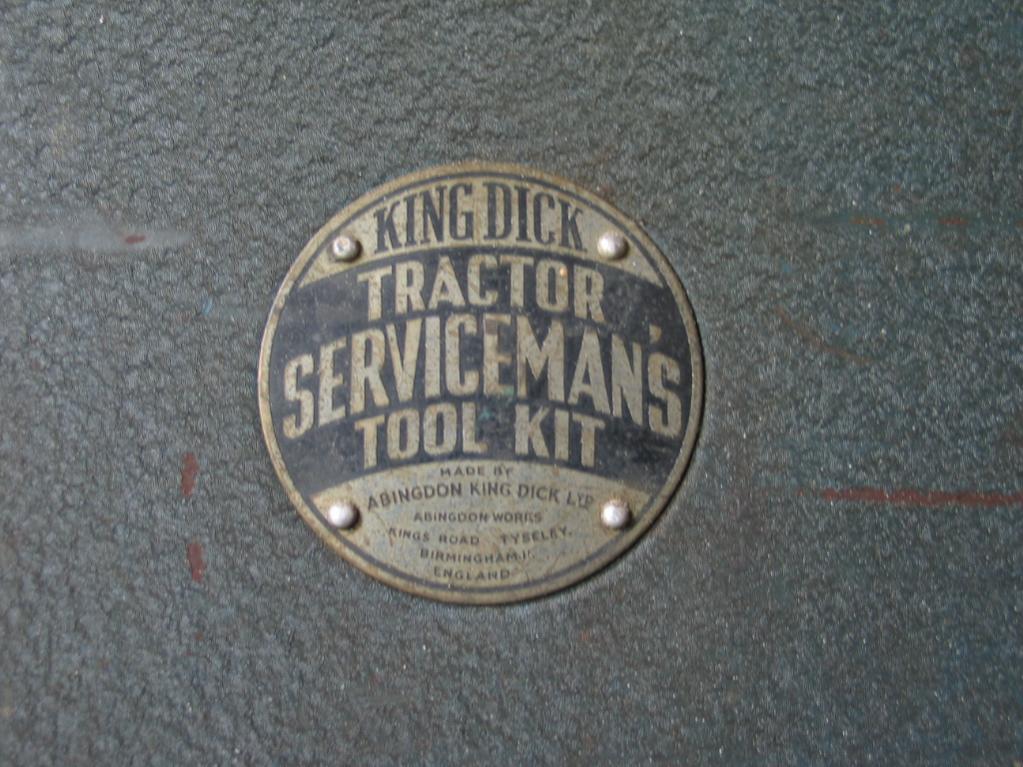 KING DICK
TRACTOR
SERVICEMAN'S
TOOL KIT
MADE BY
ABINGDON KING DICK LTD
ABINGDON WORKS
KINGS ROAD TYSELEY.
BIRMINGHAM 11.
ENGLAND